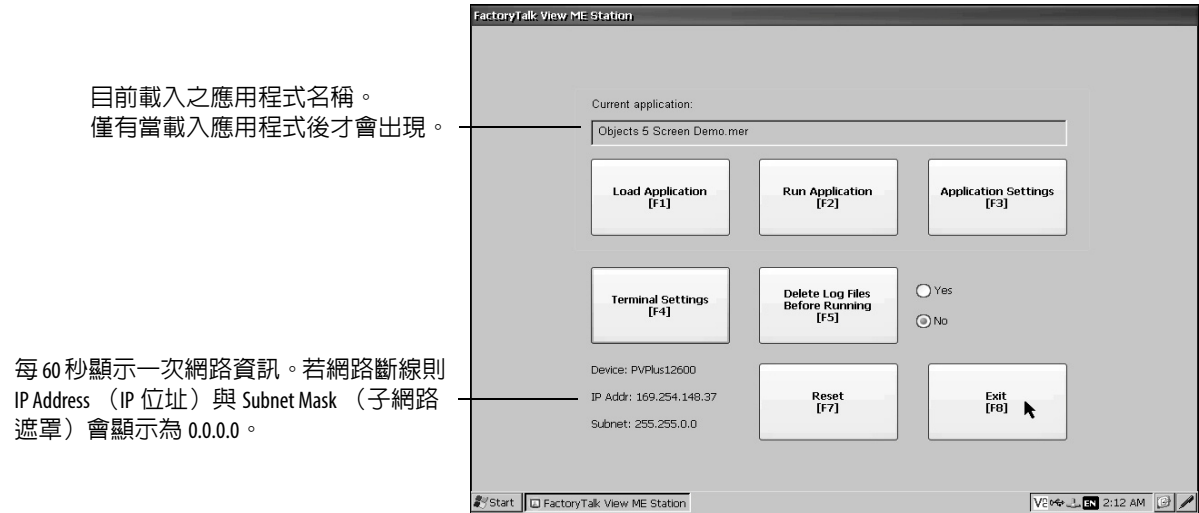 FactoryTalk View ME Station
目前載入之應用程式名稱。
僅有當載入應用程式後才會出現。
Current application:
Objects 5 Screen Demo.mer
Load Application
[F1]
Run Application
[F2]
Application Settings
[F3]
Terminal Settings
[F4]
Delete Log Files
Before Running
[F5]
Yes
No
每 60 秒顯示一次網路資訊。若網路斷線則
IP Address （IP 位址）與 Subnet Mask （子網路
遮罩）會顯示為 0.0.0.0。
Device: PVPlus12600
IP Addr: 169.254.148.37
Subnet: 255.255.0.0
Reset
[F7]
Exit
[F8]
Start
FactoryTalk View ME Station
EN
2:12 AM